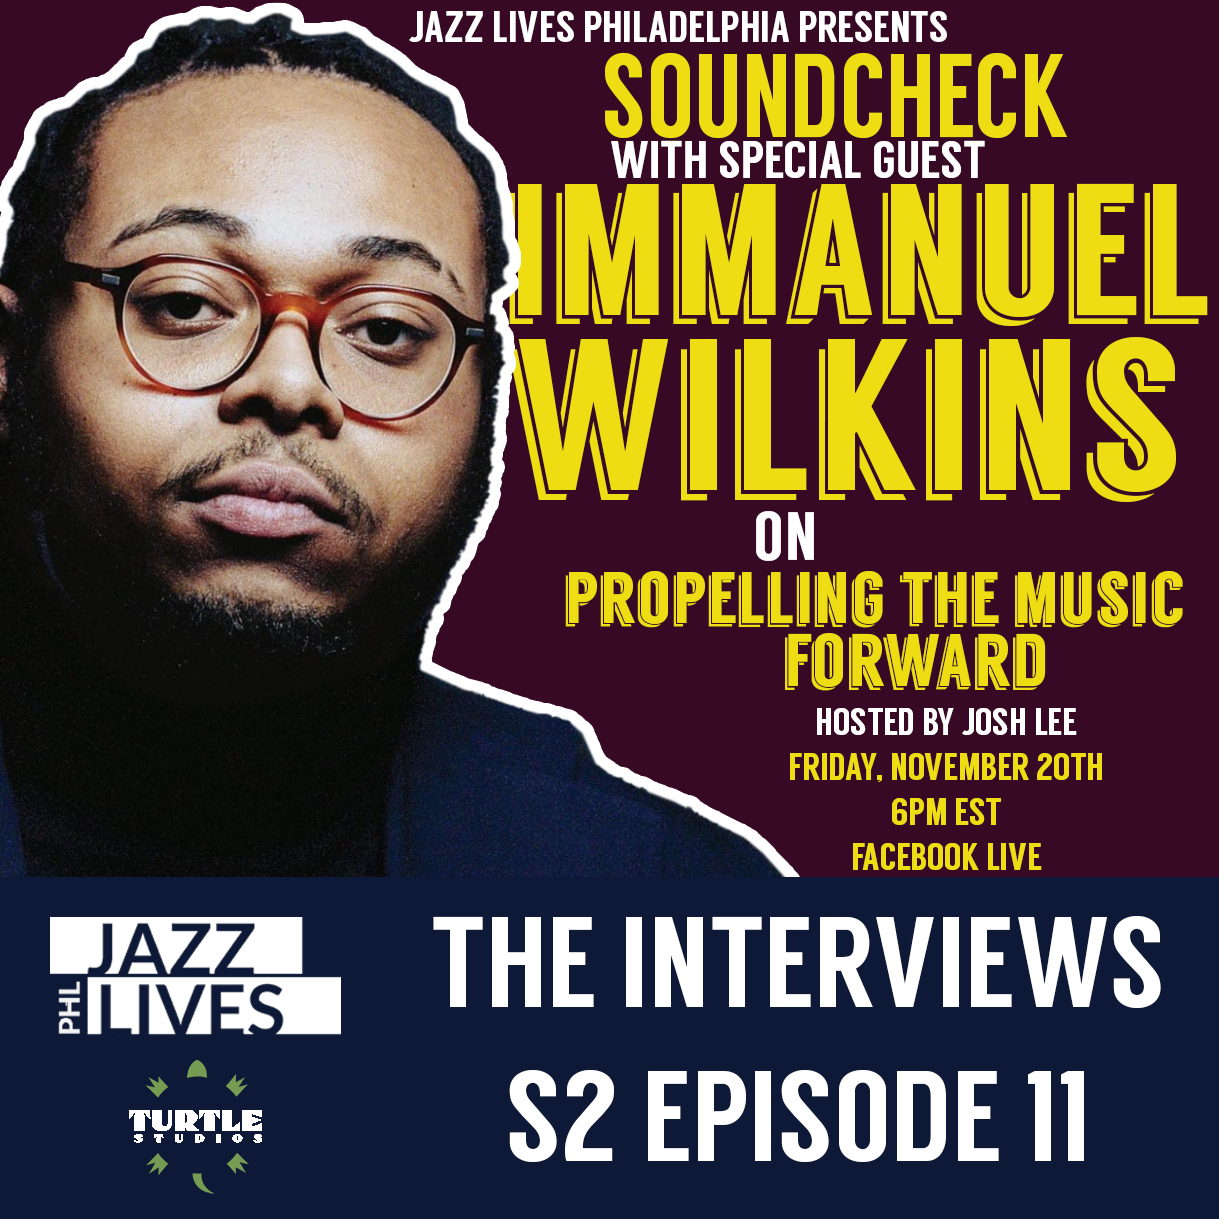 JAZZ LIVES PHILADELPHIA PRESENTS
SOUNDCHECK
WITH SPECIAL GUEST
IMMANUEL
WILKINS
ON
PROPELLING THE MUSIC
FORWARD
HOSTED BY JOSH LEE
FRIDAY, NOVEMBER 20TH
6PM EST
FACEBOOK LIVE
JAZZ
PHL LIVES
TURTLE
STUDIOS
THE INTERVIEWS
S2 EPISODE 11